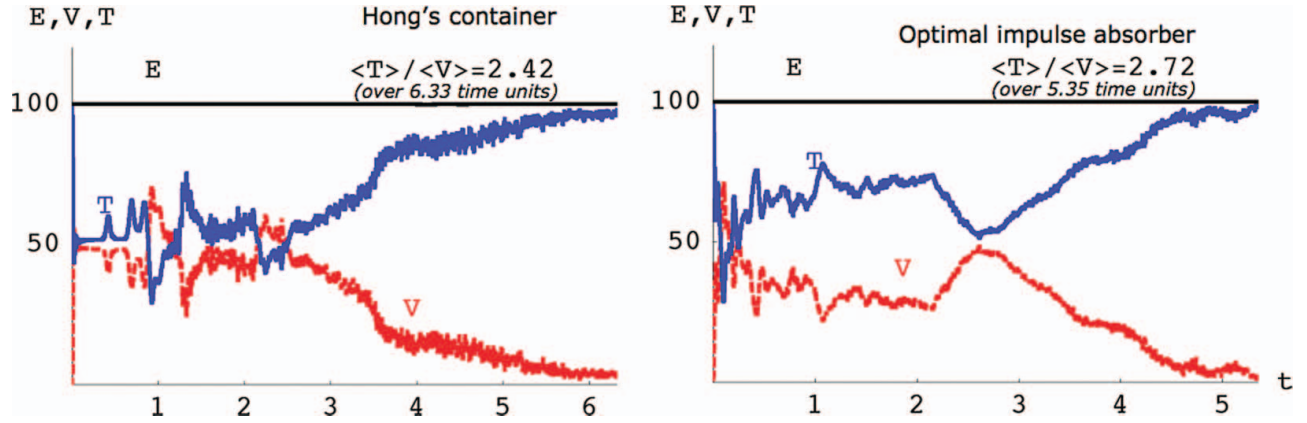 E,V,T
Hong's container
E
<T>/<V>=2.42
(over 6.33 time units)
100
T
50
V
1 2 3 4 5 6
E,V,T
Optimal impulse absorber
E
<T>/<V>=2.72
(over 5.35 time units)
100
T
50
V
1 2 3 4 5
t